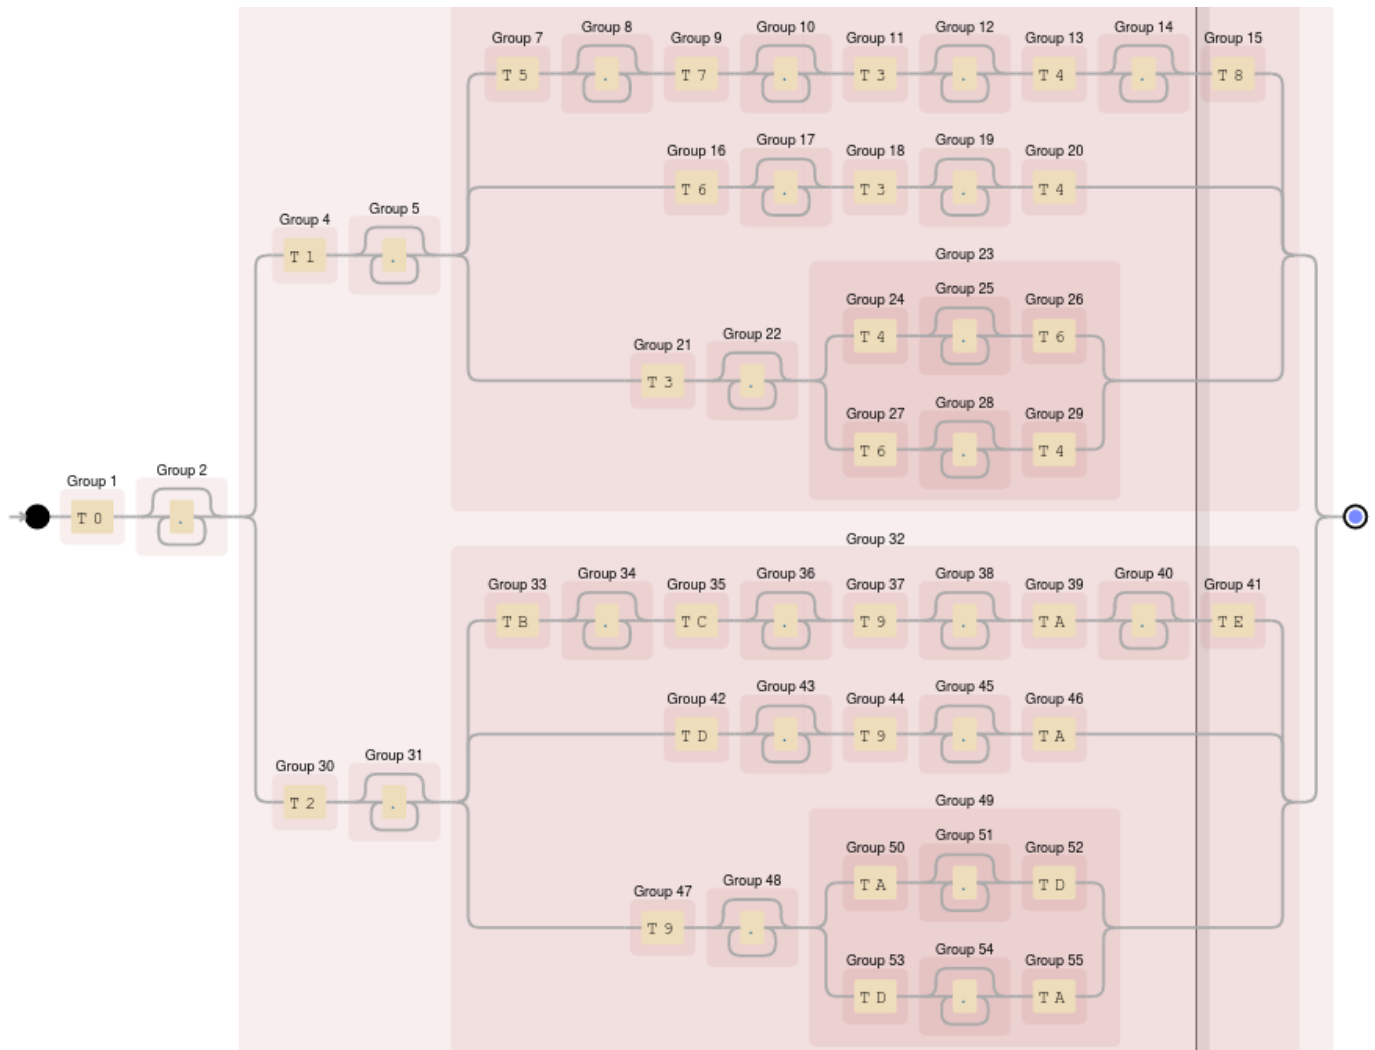 Group 7 Group 8 Group 9 Group 10 Group 11 Group 12 Group 13 Group 14 Group 15
T 5 . T 7 . T 3 . T 4 . T 8
Group 16 Group 17 Group 18 Group 19 Group 20
T 6 . T 3 . T 4
Group 4 Group 5
T 1 .
Group 23
Group 24 Group 25 Group 26
T 4 . T 6
Group 21 Group 22
T 3 .
Group 27 Group 28 Group 29
T 6 . T 4
Group 1 Group 2
T 0 .
Group 32
Group 33 Group 34 Group 35 Group 36 Group 37 Group 38 Group 39 Group 40 Group 41
T B . T C . T 9 . T A . T E
Group 42 Group 43 Group 44 Group 45 Group 46
T D . T 9 . T A
Group 30 Group 31
T 2 .
Group 49
Group 50 Group 51 Group 52
T A . T D
Group 47 Group 48
T 9 .
Group 53 Group 54 Group 55
T D . T A